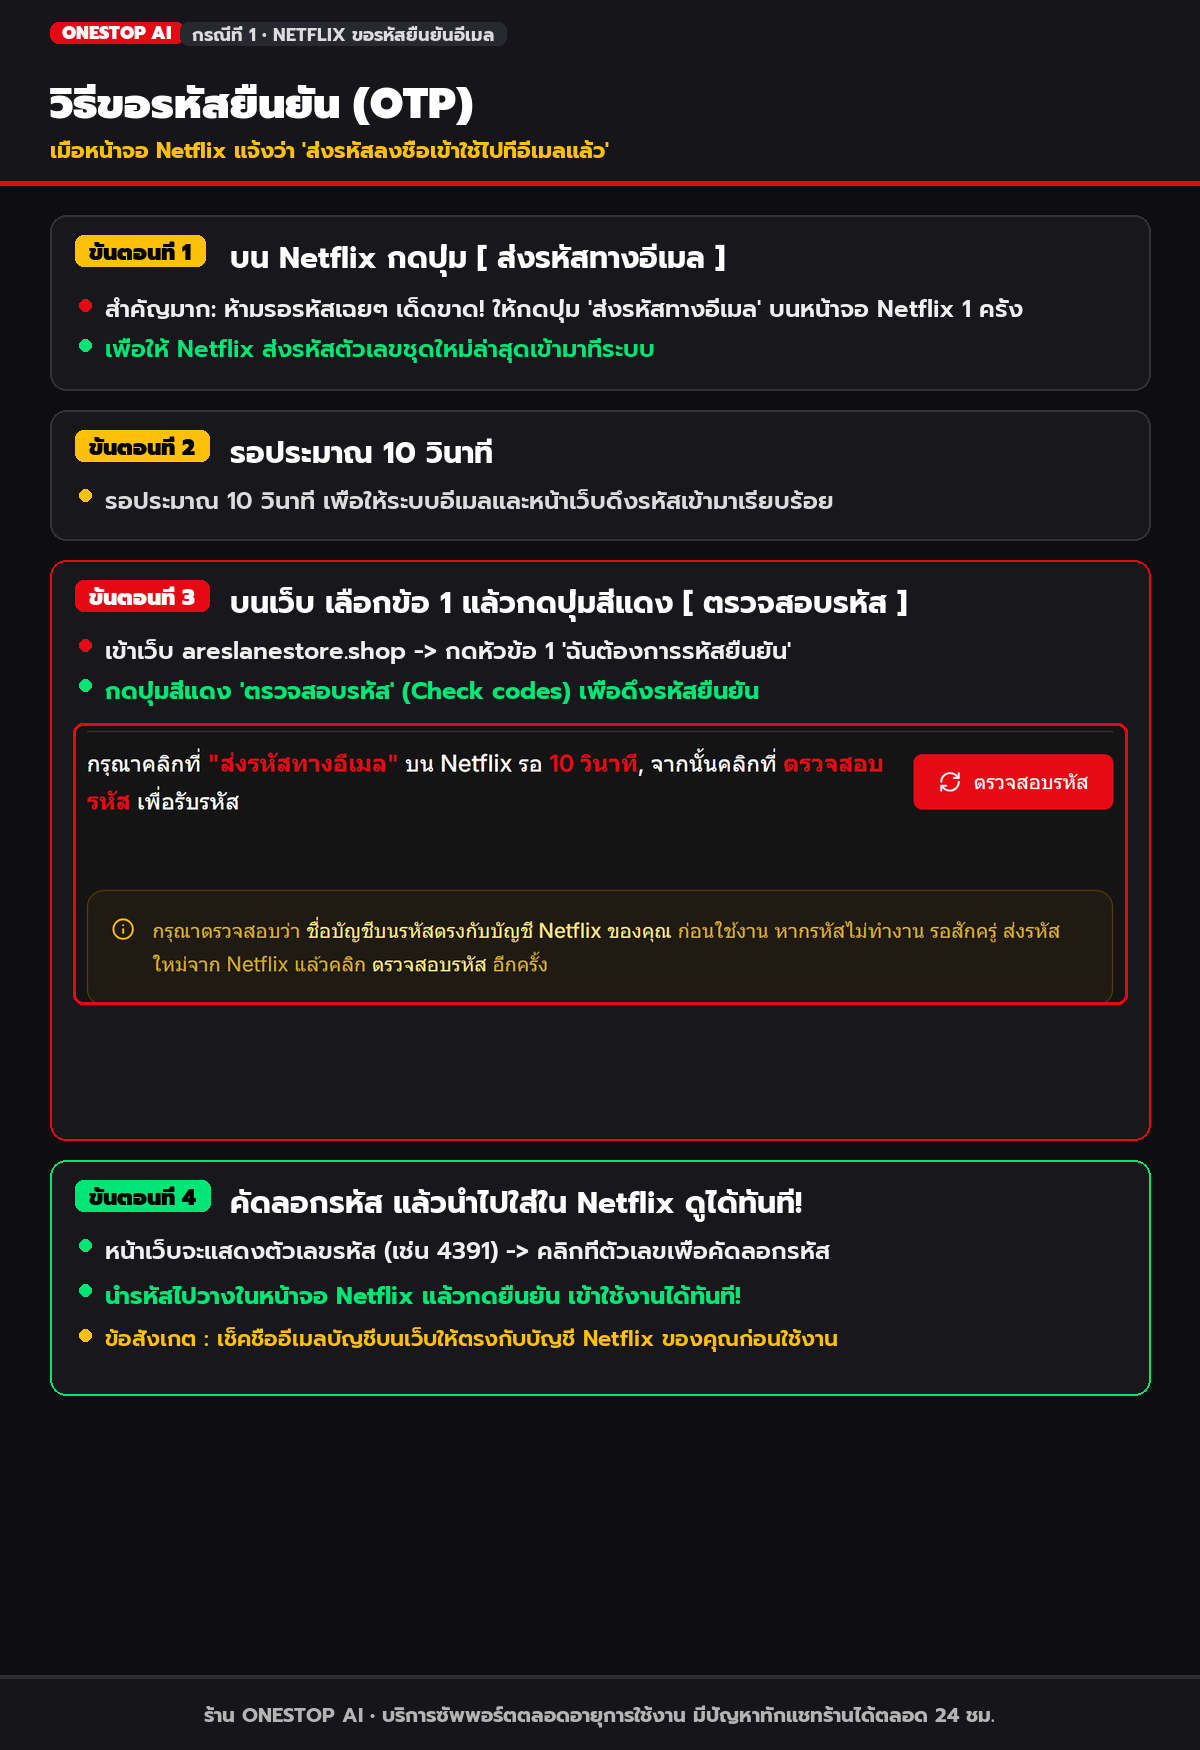 ONESTOP AI
กรณีที่ 1 • NETFLIX ขอรหัสยืนยันอีเมล
วิธีขอรหัสยืนยัน (OTP)
เมื่อหน้าจอ Netflix แจ้งว่า 'ส่งรหัสลงชื่อเข้าใช้ไปที่อีเมลแล้ว'
ขั้นตอนที่ 1
บน Netflix กดปุ่ม [ ส่งรหัสทางอีเมล ]
สำคัญมาก: ห้ามรอรหัสเฉยๆ เด็ดขาด! ให้กดปุ่ม 'ส่งรหัสทางอีเมล' บนหน้าจอ Netflix 1 ครั้ง
เพื่อให้ Netflix ส่งรหัสตัวเลขชุดใหม่ล่าสุดเข้ามาที่ระบบ
ขั้นตอนที่ 2
รอประมาณ 10 วินาที
รอประมาณ 10 วินาที เพื่อให้ระบบอีเมลและหน้าเว็บดึงรหัสเข้ามาเรียบร้อย
ขั้นตอนที่ 3
บนเว็บ เลือกข้อ 1 แล้วกดปุ่มสีแดง [ ตรวจสอบรหัส ]
เข้าเว็บ areslanestore.shop -> กดหัวข้อ 1 'ฉันต้องการรหัสยืนยัน'
กดปุ่มสีแดง 'ตรวจสอบรหัส' (Check codes) เพื่อดึงรหัสยืนยัน
กรุณาคลิกที่ "ส่งรหัสทางอีเมล" บน Netflix รอ 10 วินาที, จากนั้นคลิกที่ ตรวจสอบ
รหัส เพื่อรับรหัส
ตรวจสอบรหัส
กรุณาตรวจสอบว่า ชื่อบัญชีบนรหัสตรงกับบัญชี Netflix ของคุณ ก่อนใช้งาน หากรหัสไม่ทำงาน รอสักครู่ ส่งรหัส
ใหม่จาก Netflix แล้วคลิก ตรวจสอบรหัส อีกครั้ง
ขั้นตอนที่ 4
คัดลอกรหัส แล้วนำไปใส่ใน Netflix ดูได้ทันที!
หน้าเว็บจะแสดงตัวเลขรหัส (เช่น 4391) -> คลิกที่ตัวเลขเพื่อคัดลอกรหัส
นำรหัสไปวางในหน้าจอ Netflix แล้วกดยืนยัน เข้าใช้งานได้ทันที!
ข้อสังเกต : เช็คชื่ออีเมลบัญชีบนเว็บให้ตรงกับบัญชี Netflix ของคุณก่อนใช้งาน
ร้าน ONESTOP AI • บริการซัพพอร์ตตลอดอายุการใช้งาน มีปัญหาทักแชทร้านได้ตลอด 24 ชม.